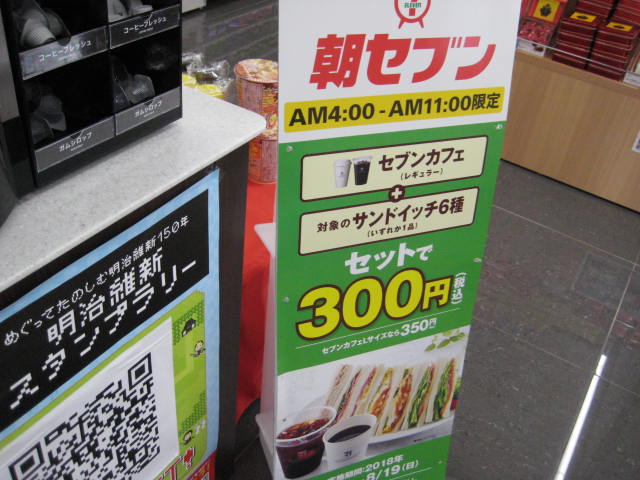 コーヒーフレッシュ
コーヒーフレッシュ
ガムシロップ
ガムシロップ
めぐってたのしむ明治維新150年
明治維新
スタンプラリー
ELEVEN
朝セブン
AM4:00 - AM11:00限定
セブンカフェ
(レギュラー)
+
対象のサンドイッチ6種
(いずれか1品)
セットで
300円(税込)
セブンカフェLサイズなら350円
期間:2018年
8/19(日)